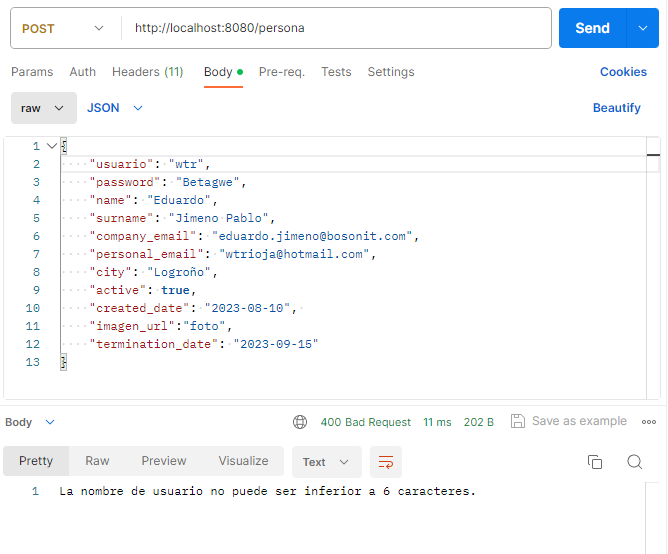 POST http://localhost:8080/persona Send
Params Auth Headers (11) Body Pre-req. Tests Settings Cookies
raw JSON Beautify
1 {
2 "usuario": "wtr",
3 "password": "Betagwe",
4 "name": "Eduardo",
5 "surname": "Jimeno Pablo",
6 "company_email": "eduardo.jimeno@bosonit.com",
7 "personal_email": "wtrioja@hotmail.com",
8 "city": "Logroño",
9 "active": true,
10 "created_date": "2023-08-10",
11 "imagen_url":"foto",
12 "termination_date": "2023-09-15"
13 }
Body 400 Bad Request 11 ms 202 B Save as example
Pretty Raw Preview Visualize Text
1 La nombre de usuario no puede ser inferior a 6 caracteres.